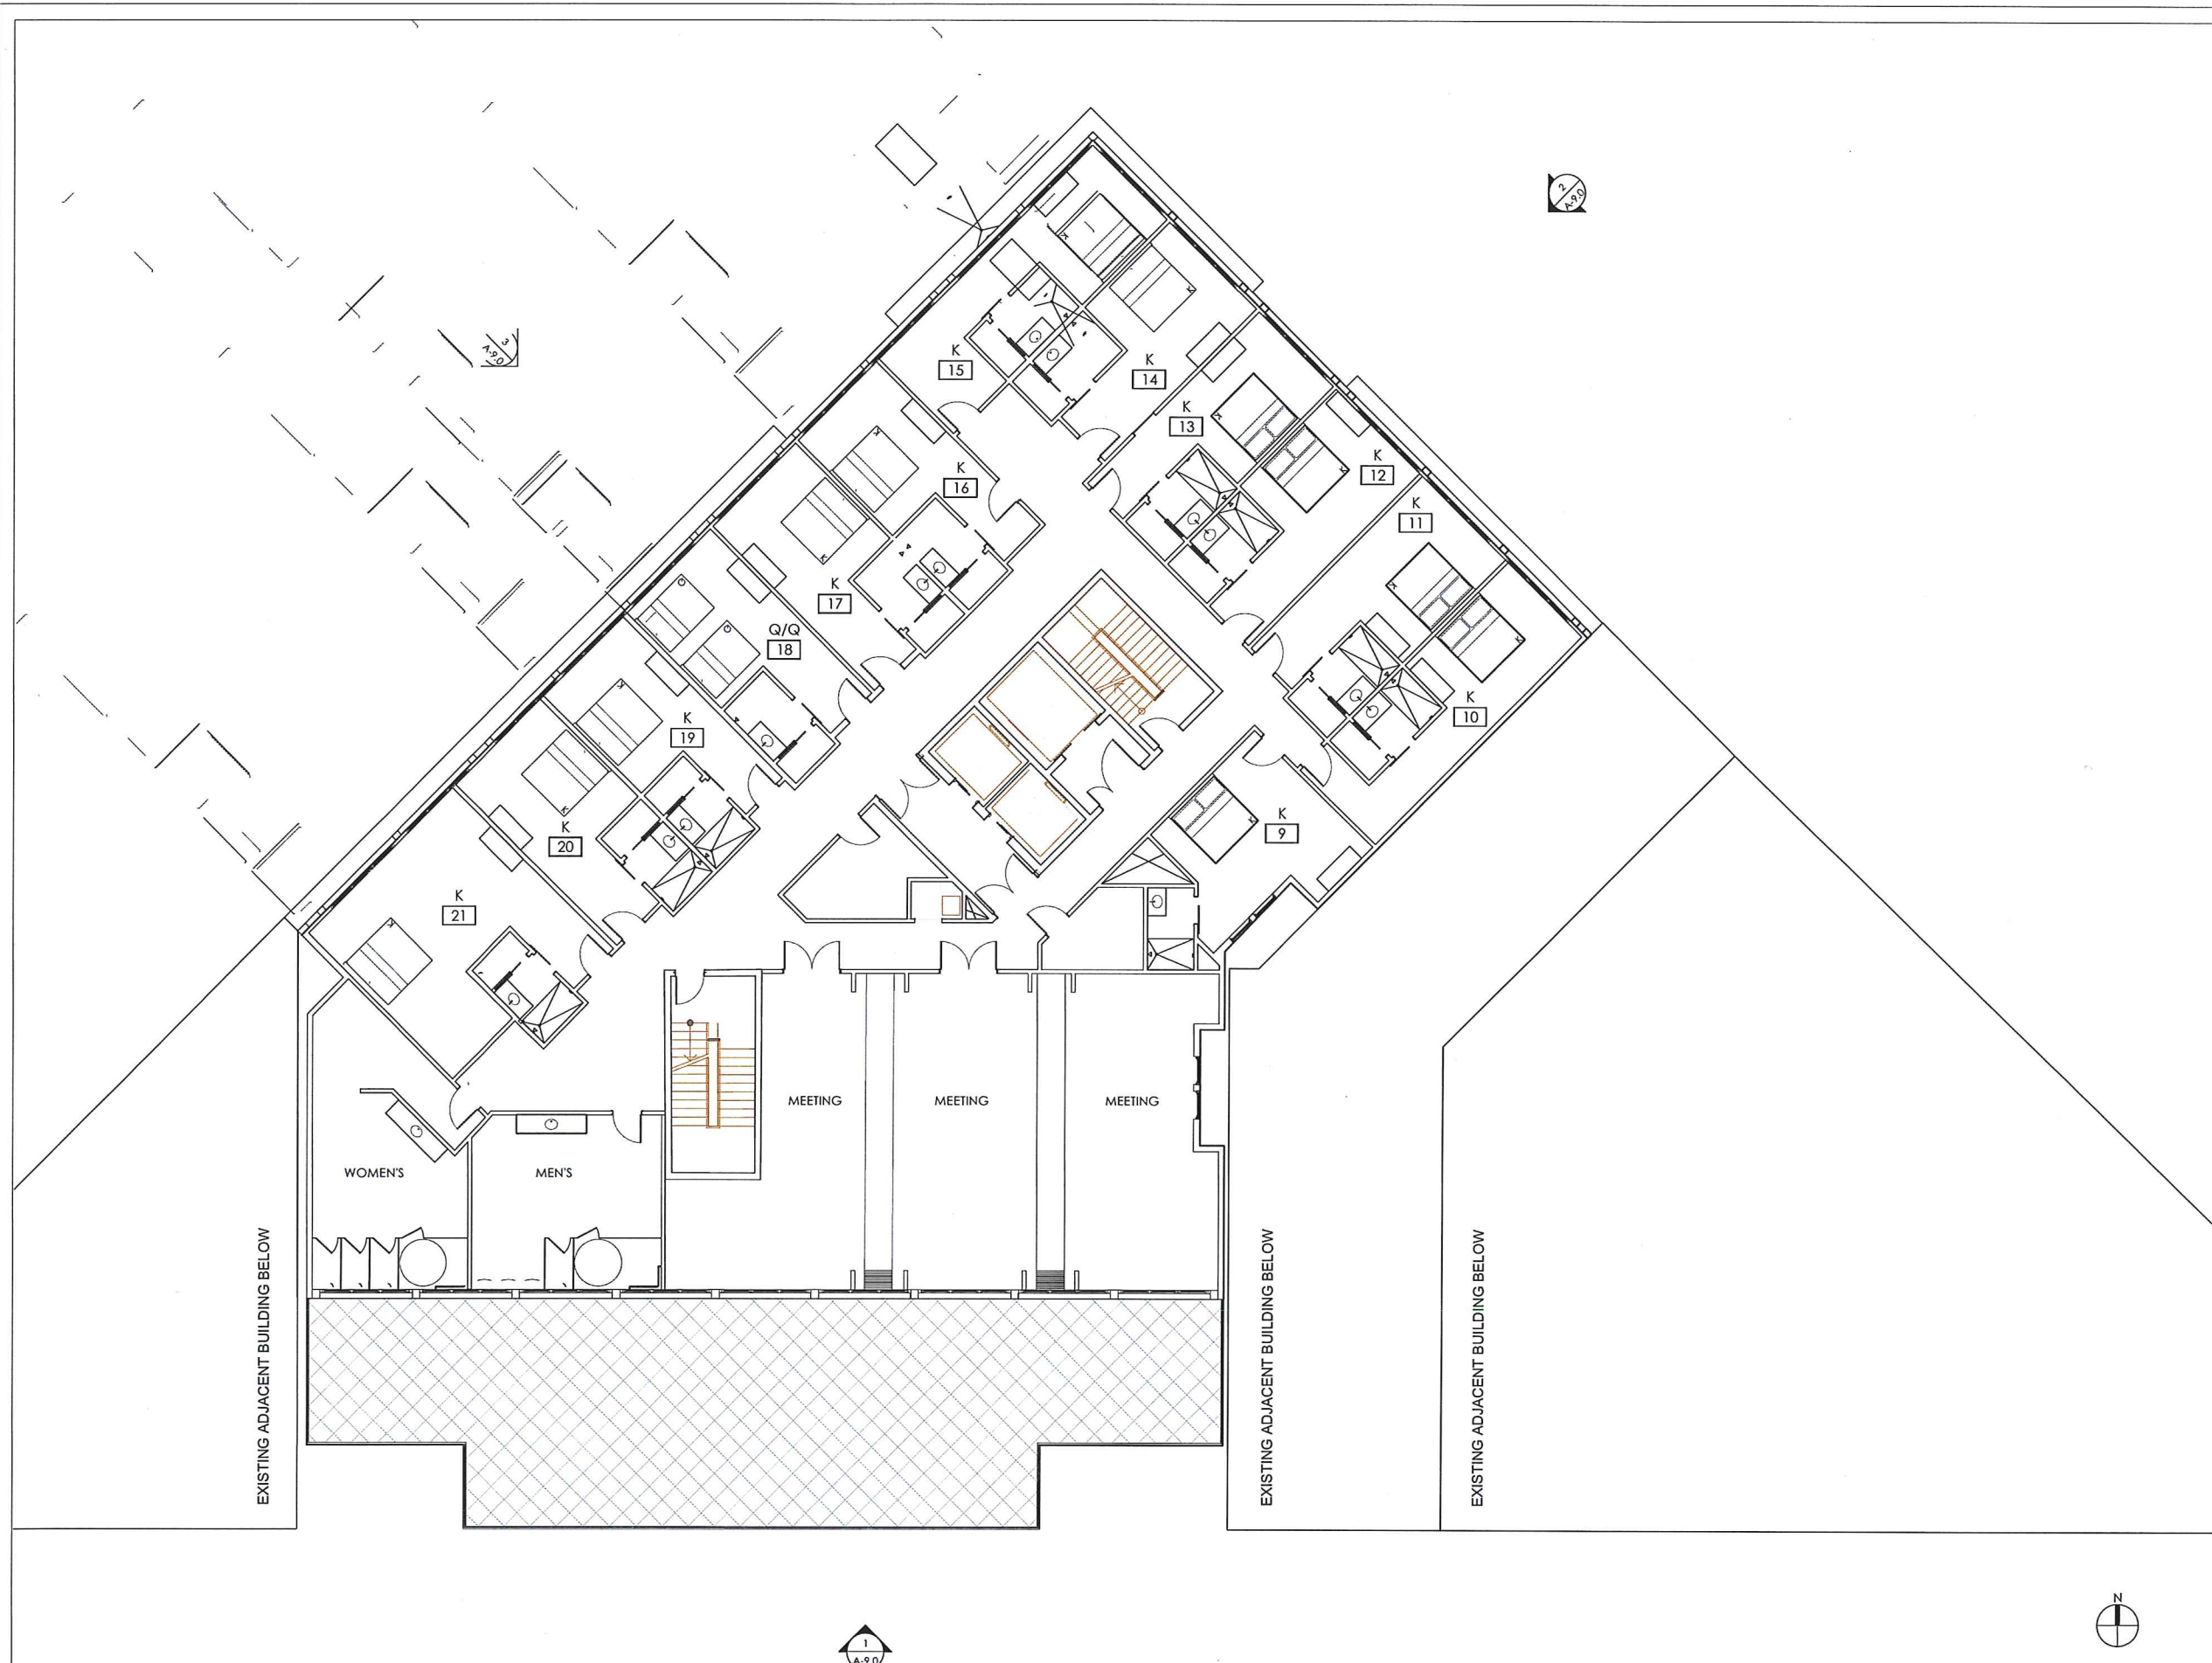 2
A-9.0
3
A-9.0
K
15
K
14
K
13
K
12
K
16
K
11
K
17
Q/Q
18
K
19
K
10
K
20
K
9
K
21
MEETING
MEETING
MEETING
WOMEN'S
MEN'S
EXISTING ADJACENT BUILDING BELOW
EXISTING ADJACENT BUILDING BELOW
EXISTING ADJACENT BUILDING BELOW
N
1
A-9.0